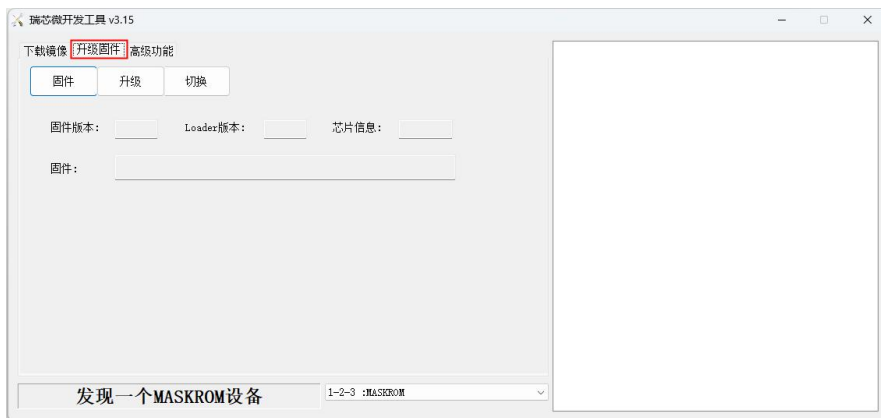 瑞芯微开发工具 v3.15
下载镜像 升级固件 高级功能
固件 升级 切换
固件版本： Loader版本： 芯片信息：
固件：
发现一个MASKROM设备 1-2-3 :MASKROM